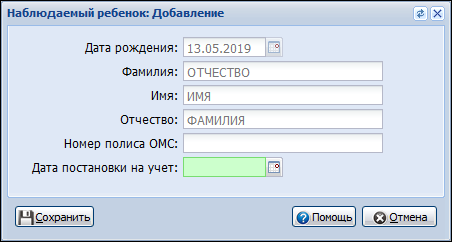 Наблюдаемый ребенок: Добавление
Дата рождения: 13.05.2019
Фамилия: ОТЧЕСТВО
Имя: ИМЯ
Отчество: ФАМИЛИЯ
Номер полиса ОМС:
Дата постановки на учет:
Сохранить Помощь Отмена